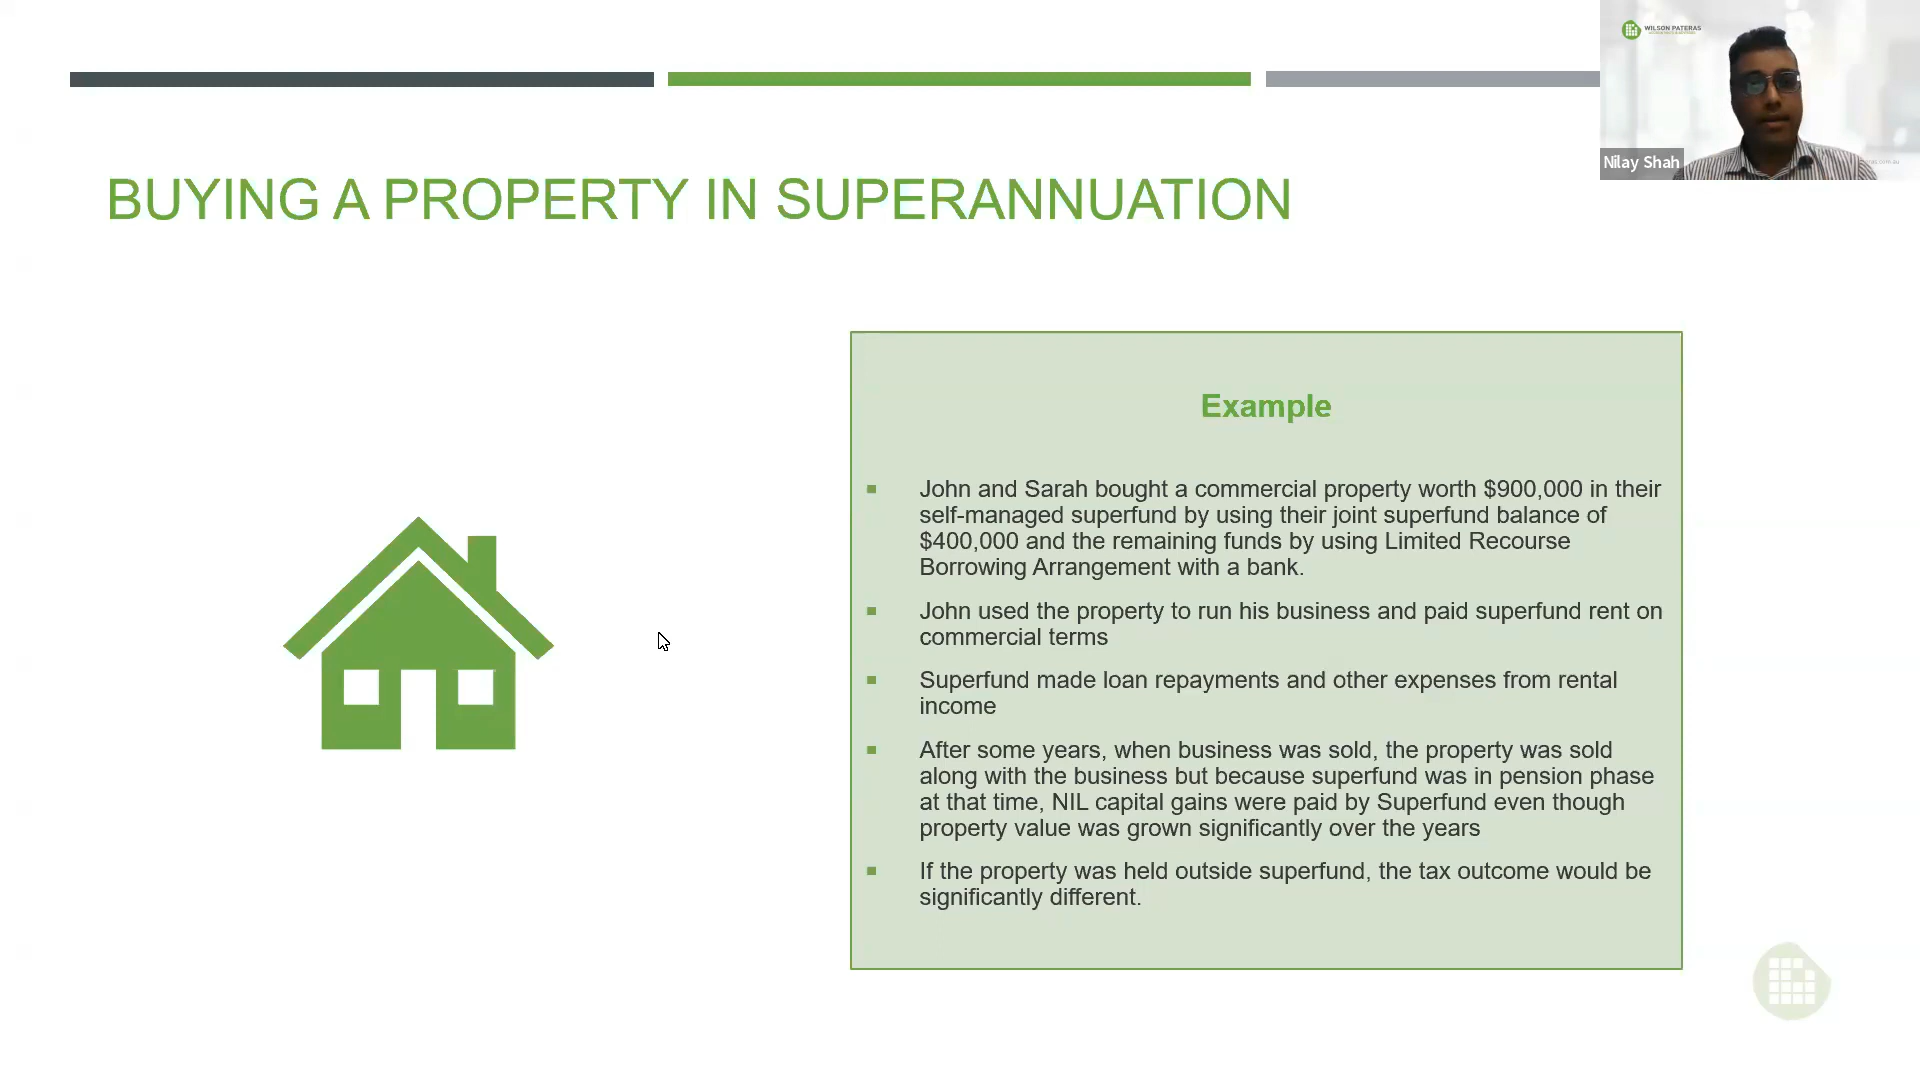 WILSON PATERAS
Nilay Shah
BUYING A PROPERTY IN SUPERANNUATION
Example
John and Sarah bought a commercial property worth $900,000 in their
self-managed superfund by using their joint superfund balance of
$400,000 and the remaining funds by using Limited Recourse
Borrowing Arrangement with a bank.
John used the property to run his business and paid superfund rent on
commercial terms
Superfund made loan repayments and other expenses from rental
income
After some years, when business was sold, the property was sold
along with the business but because superfund was in pension phase
at that time, NIL capital gains were paid by Superfund even though
property value was grown significantly over the years
If the property was held outside superfund, the tax outcome would be
significantly different.